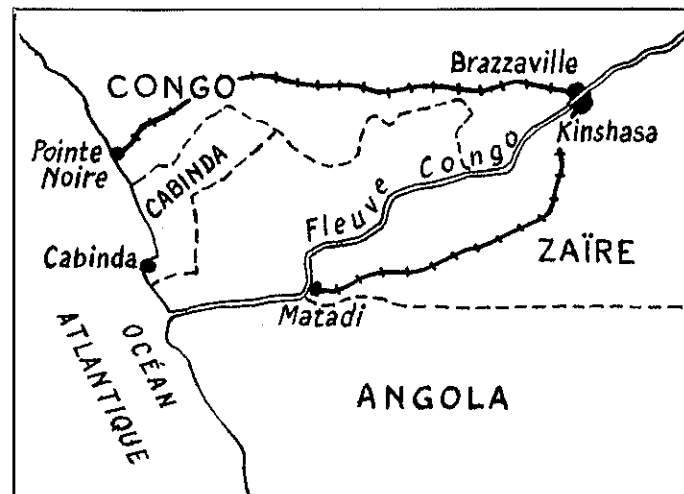 Brazzaville
CONGO
Kinshasa
Pointe
Noire
CABINDA
Fleuve Congo
Cabinda
ZAÏRE
Matadi
OCÉAN
ATLANTIQUE
ANGOLA